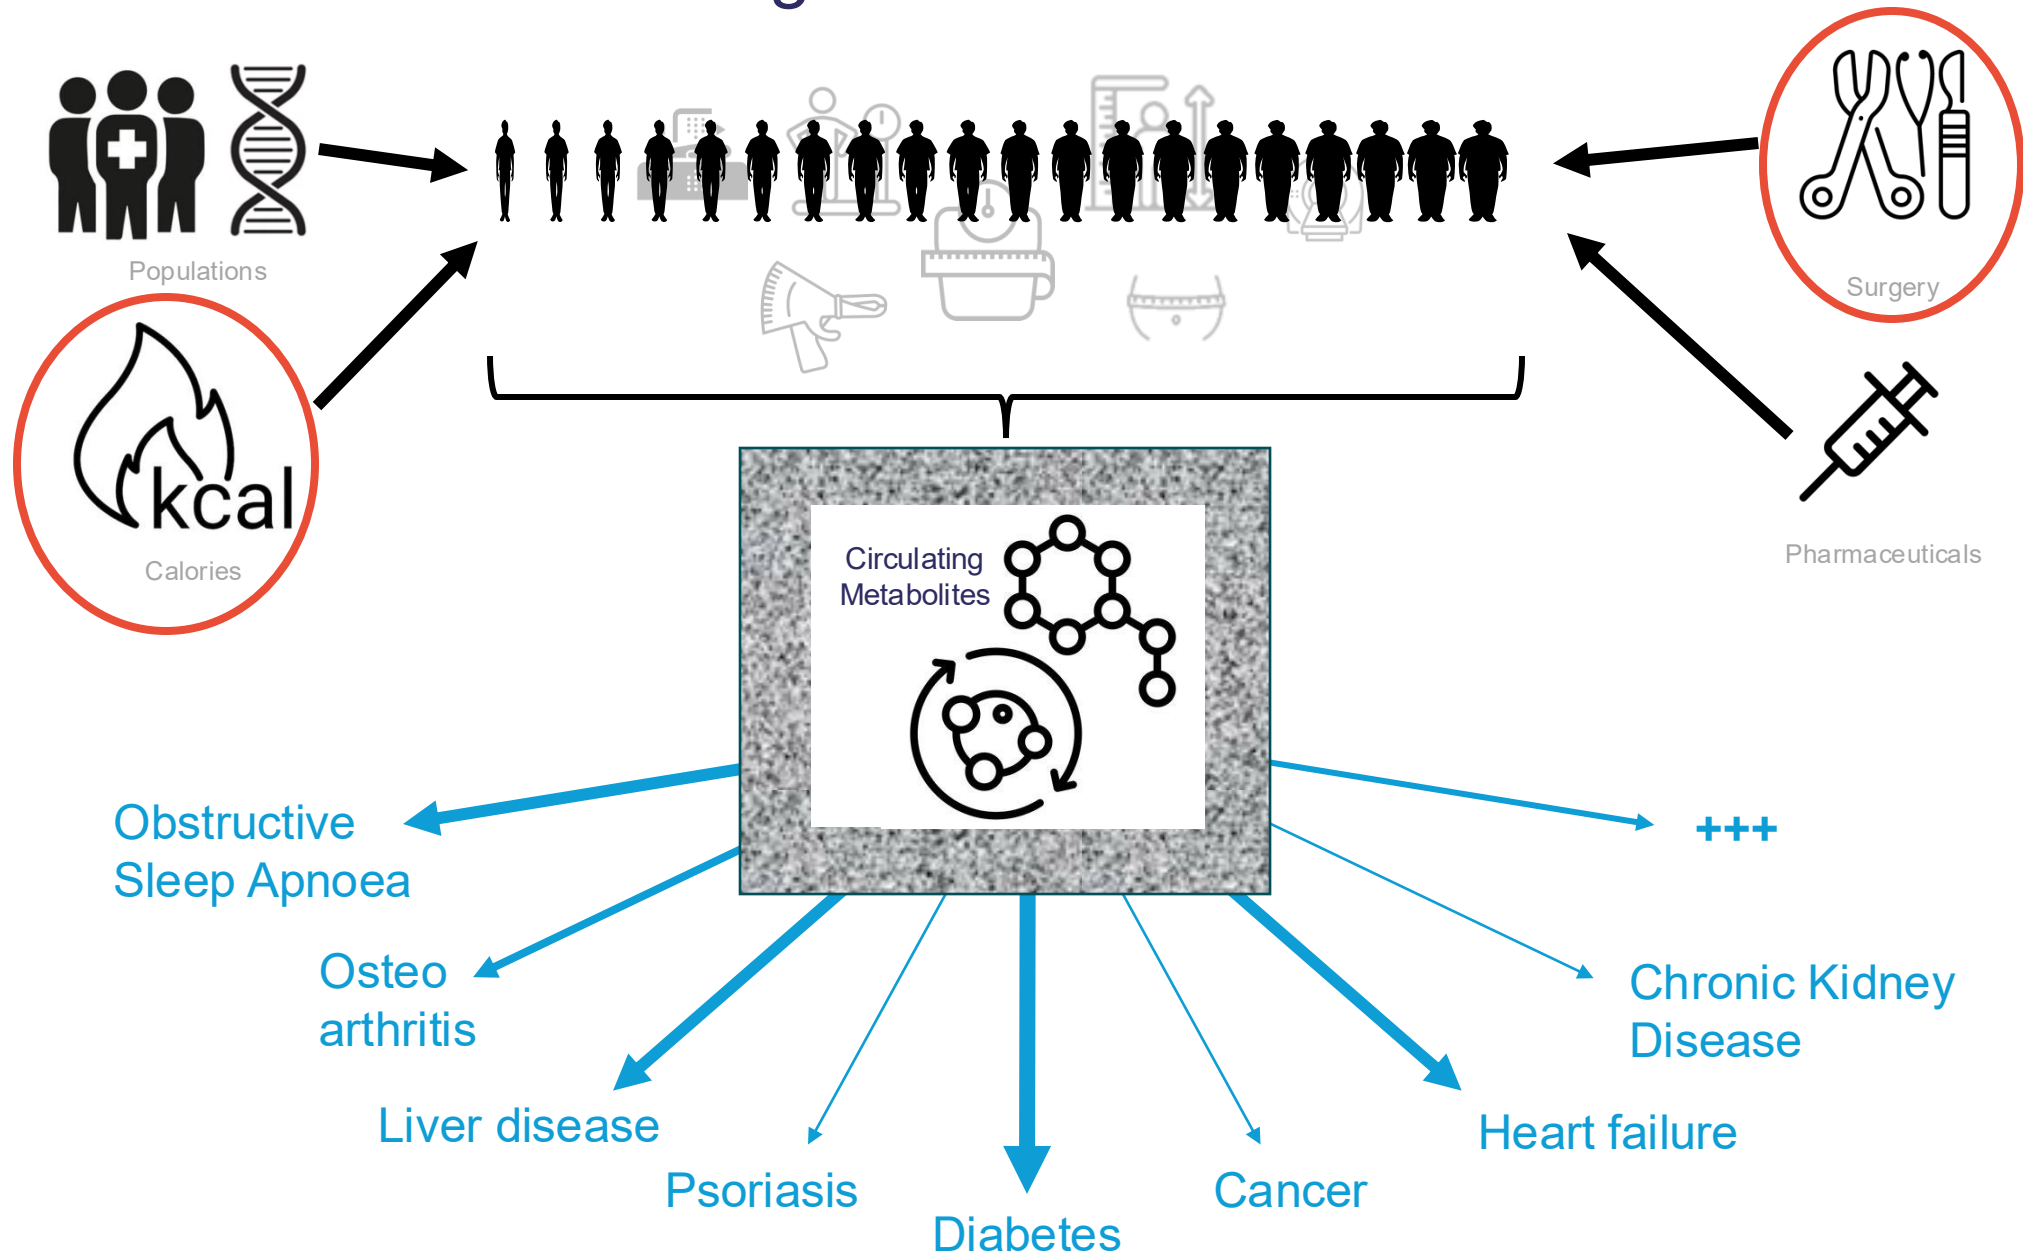 Populations
Surgery
kcal
Calories
Pharmaceuticals
Circulating
Metabolites
Obstructive
Sleep Apnoea
+++
Osteo
arthritis
Chronic Kidney
Disease
Liver disease
Heart failure
Psoriasis
Cancer
Diabetes